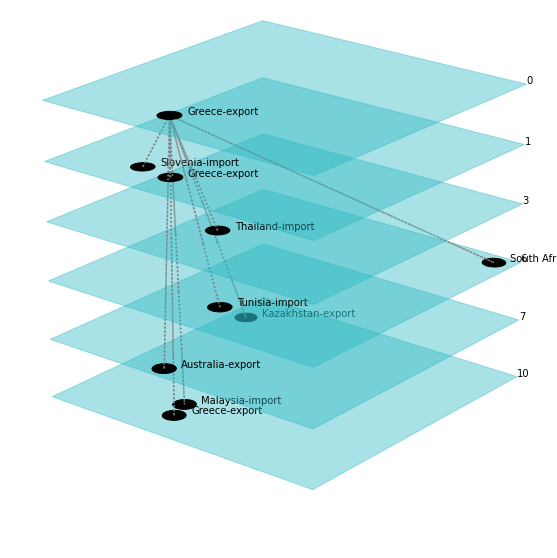 0
Greece-export
1
Slovenia-import
Greece-export
3
Thailand-import
South Afr
Tunisia-import
Kazakhstan-export
7
Australia-export
10
Malaysia-import
Greece-export